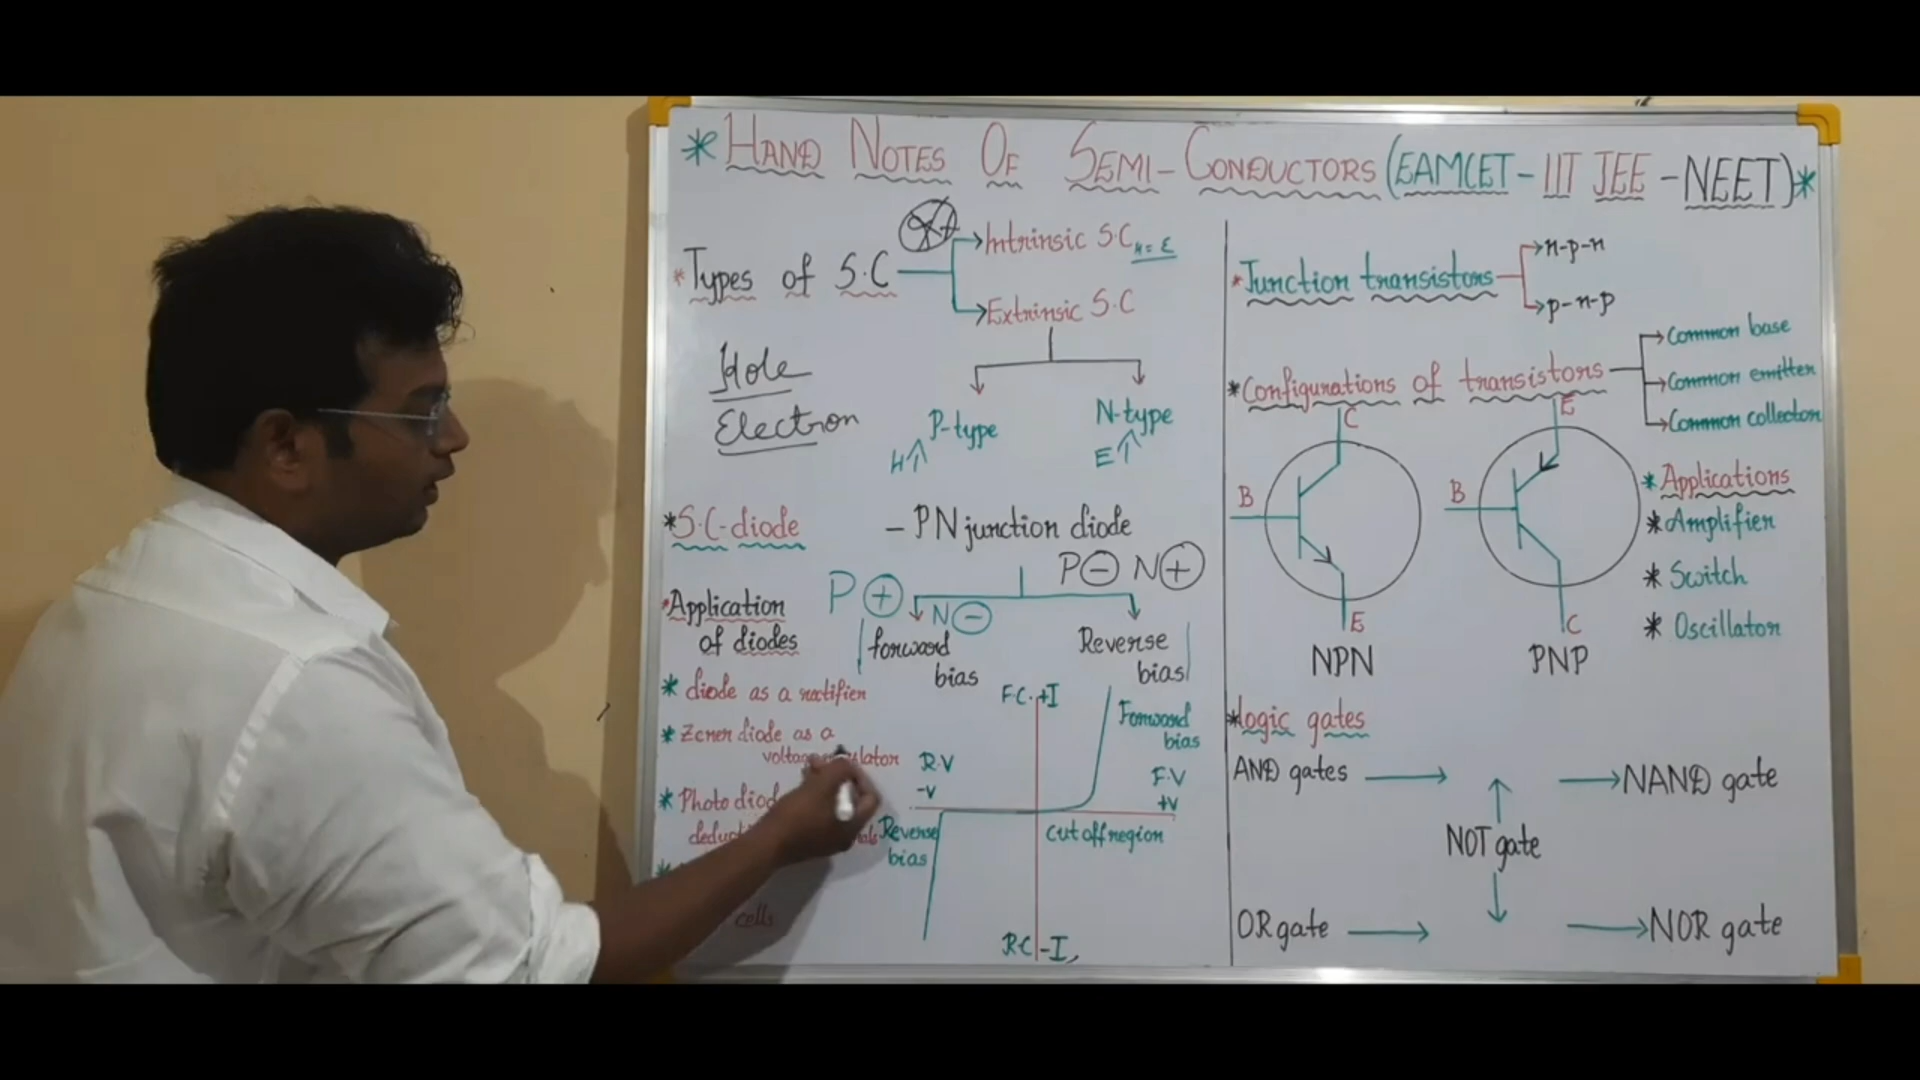 *HAND NOTES OF SEMI-CONDUCTORS (EAMCET-IIT JEE-NEET)*
*Types of S.C
Intrinsic S.C H = E
Extrinsic S.C
Hole
Electron
P-type
H↑
N-type
E↑
*S.C-diode
- PN junction diode
P⊕ N⊖
forward
bias
P⊖ N⊕
Reverse
bias
*Application
of diodes
* diode as a rectifier
* Zener diode as a
* Photo
cells
F.C. +I
Forward
bias
R.V
-V
F.V
+V
Reverse
bias
cut off region
R.C -I
*Junction transistors
n-p-n
p-n-p
*Configurations of transistors
Common base
Common emitter
Common collector
C
B
E
NPN
E
B
C
PNP
*Applications
* Amplifier
* Switch
* Oscillator
*logic gates
AND gates → → NAND gate
NOT gate
OR gate → → NOR gate